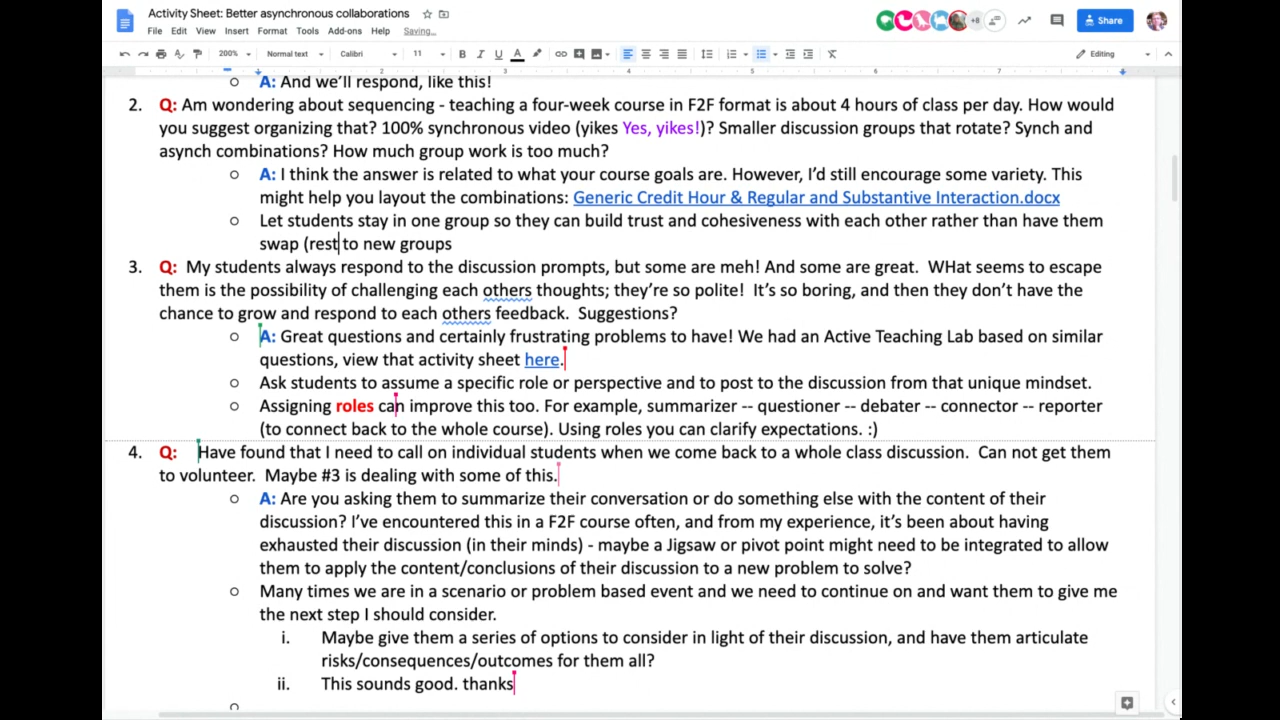 Activity Sheet: Better asynchronous collaborations
File Edit View Insert Format Tools Add-ons Help Saving...
+8
Share
200% Normal text Calibri 11 B I U A Editing
2 3 4 5 6 7
A: And we'll respond, like this!
2. Q: Am wondering about sequencing - teaching a four-week course in F2F format is about 4 hours of class per day. How would
you suggest organizing that? 100% synchronous video (yikes Yes, yikes!)? Smaller discussion groups that rotate? Synch and
asynch combinations? How much group work is too much?
A: I think the answer is related to what your course goals are. However, I'd still encourage some variety. This
might help you layout the combinations: Generic Credit Hour & Regular and Substantive Interaction.docx
Let students stay in one group so they can build trust and cohesiveness with each other rather than have them
swap (rest to new groups
3. Q: My students always respond to the discussion prompts, but some are meh! And some are great. WHat seems to escape
them is the possibility of challenging each others thoughts; they're so polite! It's so boring, and then they don't have the
chance to grow and respond to each others feedback. Suggestions?
A: Great questions and certainly frustrating problems to have! We had an Active Teaching Lab based on similar
questions, view that activity sheet here.
Ask students to assume a specific role or perspective and to post to the discussion from that unique mindset.
Assigning roles can improve this too. For example, summarizer -- questioner -- debater -- connector -- reporter
(to connect back to the whole course). Using roles you can clarify expectations. :)
4. Q: Have found that I need to call on individual students when we come back to a whole class discussion. Can not get them
to volunteer. Maybe #3 is dealing with some of this.
A: Are you asking them to summarize their conversation or do something else with the content of their
discussion? I've encountered this in a F2F course often, and from my experience, it's been about having
exhausted their discussion (in their minds) - maybe a Jigsaw or pivot point might need to be integrated to allow
them to apply the content/conclusions of their discussion to a new problem to solve?
Many times we are in a scenario or problem based event and we need to continue on and want them to give me
the next step I should consider.
i. Maybe give them a series of options to consider in light of their discussion, and have them articulate
risks/consequences/outcomes for them all?
ii. This sounds good. thanks